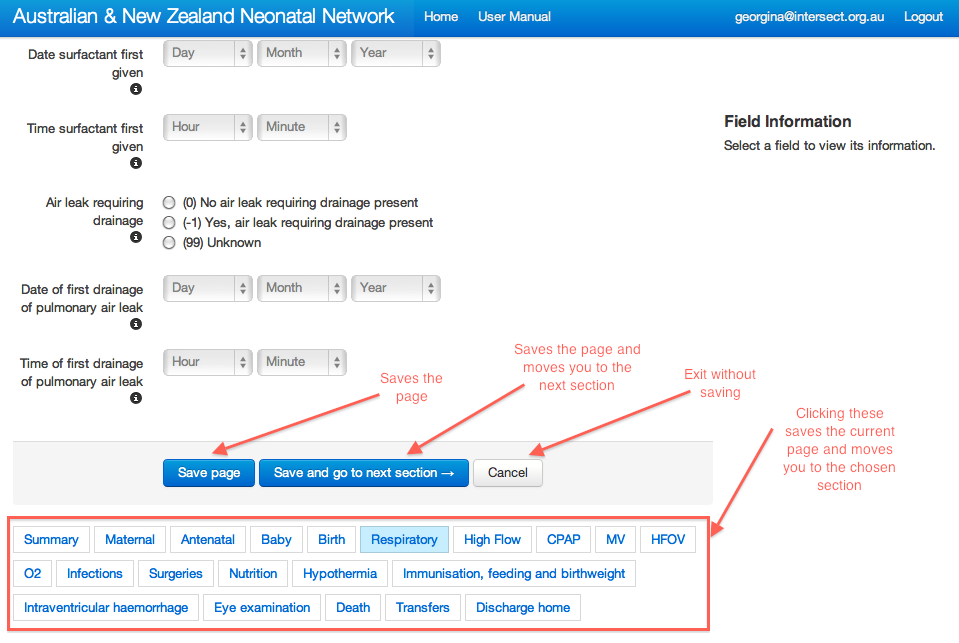 Australian & New Zealand Neonatal Network Home User Manual georgina@intersect.org.au Logout
Date surfactant first
given
Day Month Year
Time surfactant first
given
Hour Minute
Field Information
Select a field to view its information.
Air leak requiring
drainage
(0) No air leak requiring drainage present
(-1) Yes, air leak requiring drainage present
(99) Unknown
Date of first drainage
of pulmonary air leak
Day Month Year
Time of first drainage
of pulmonary air leak
Hour Minute
Saves the
page
Saves the page and
moves you to the
next section
Exit without
saving
Clicking these
saves the current
page and moves
you to the chosen
section
Save page Save and go to next section → Cancel
Summary Maternal Antenatal Baby Birth Respiratory High Flow CPAP MV HFOV
O2 Infections Surgeries Nutrition Hypothermia Immunisation, feeding and birthweight
Intraventricular haemorrhage Eye examination Death Transfers Discharge home